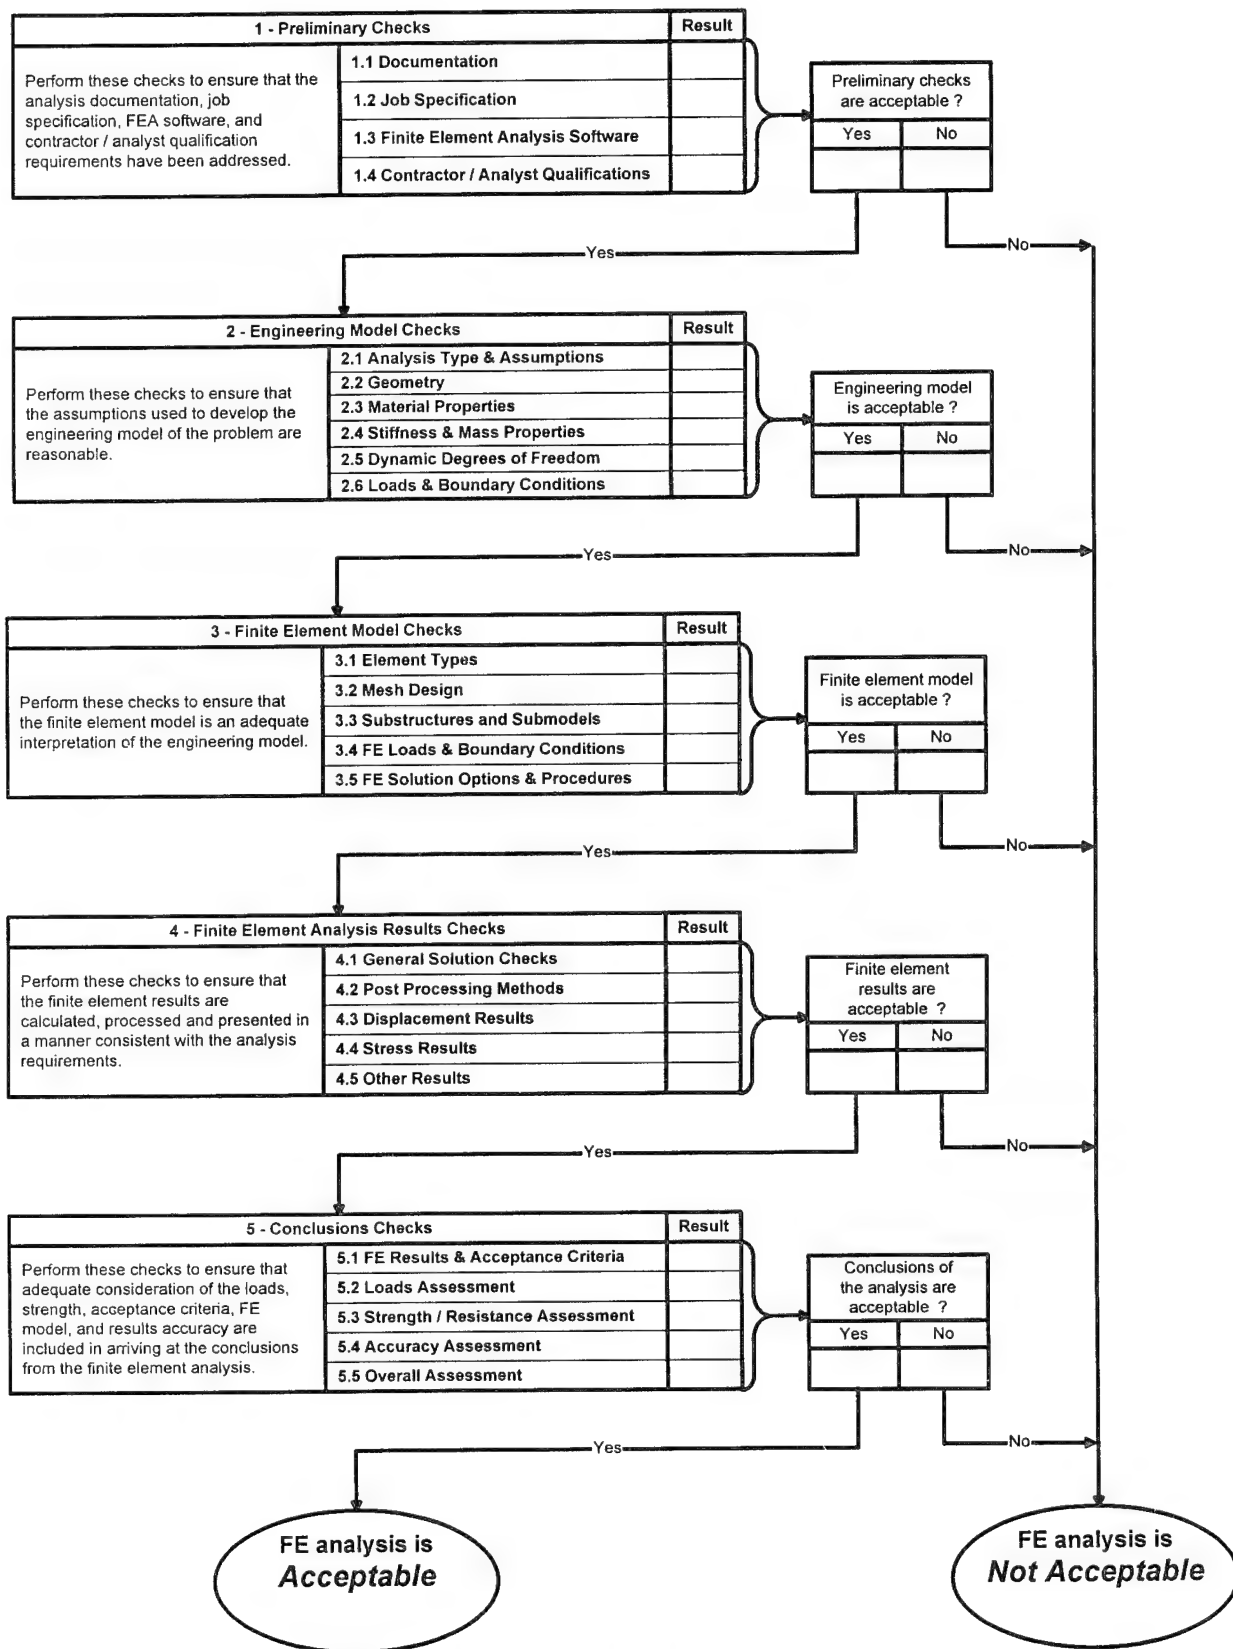 1 - Preliminary Checks
Result
Perform these checks to ensure that the
analysis documentation, job
specification, FEA software, and
contractor / analyst qualification
requirements have been addressed.
1.1 Documentation
1.2 Job Specification
1.3 Finite Element Analysis Software
1.4 Contractor / Analyst Qualifications
Preliminary checks
are acceptable ?
Yes
No
Yes
No
2 - Engineering Model Checks
Result
Perform these checks to ensure that
the assumptions used to develop the
engineering model of the problem are
reasonable.
2.1 Analysis Type & Assumptions
2.2 Geometry
2.3 Material Properties
2.4 Stiffness & Mass Properties
2.5 Dynamic Degrees of Freedom
2.6 Loads & Boundary Conditions
Engineering model
is acceptable ?
Yes
No
Yes
No
3 - Finite Element Model Checks
Result
Perform these checks to ensure that
the finite element model is an adequate
interpretation of the engineering model.
3.1 Element Types
3.2 Mesh Design
3.3 Substructures and Submodels
3.4 FE Loads & Boundary Conditions
3.5 FE Solution Options & Procedures
Finite element model
is acceptable ?
Yes
No
Yes
No
4 - Finite Element Analysis Results Checks
Result
Perform these checks to ensure that
the finite element results are
calculated, processed and presented in
a manner consistent with the analysis
requirements.
4.1 General Solution Checks
4.2 Post Processing Methods
4.3 Displacement Results
4.4 Stress Results
4.5 Other Results
Finite element
results are
acceptable ?
Yes
No
Yes
No
5 - Conclusions Checks
Result
Perform these checks to ensure that
adequate consideration of the loads,
strength, acceptance criteria, FE
model, and results accuracy are
included in arriving at the conclusions
from the finite element analysis.
5.1 FE Results & Acceptance Criteria
5.2 Loads Assessment
5.3 Strength / Resistance Assessment
5.4 Accuracy Assessment
5.5 Overall Assessment
Conclusions of
the analysis are
acceptable ?
Yes
No
Yes
No
FE analysis is
Acceptable
FE analysis is
Not Acceptable